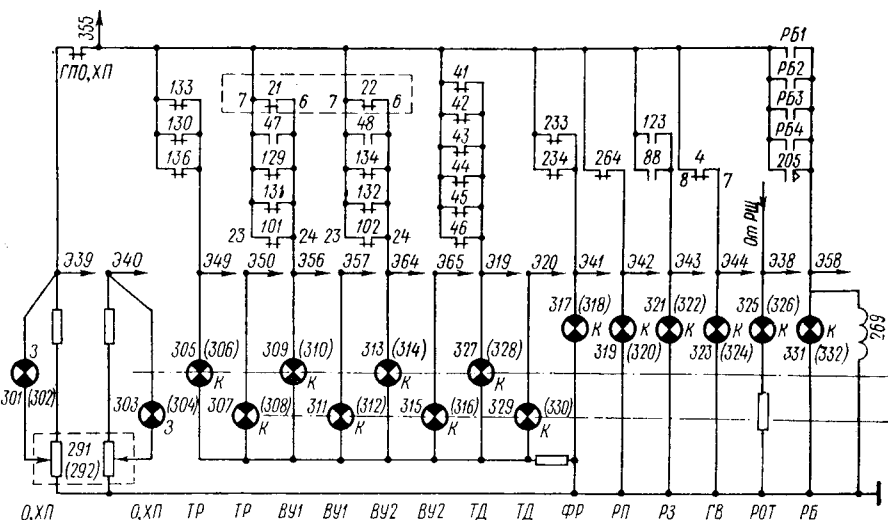 355
ГПО,ХП
133
130
136
7 21 6
47
129
131
23 101 24
7 22 6
48
134
132
23 102 24
41
42
43
44
45
46
233
234
264
123
88
4
8 7
От РЩ
РБ1
РБ2
РБ3
РБ4
205
Э39 Э40 Э49 Э50 Э56 Э57 Э64 Э65 Э19 Э20 Э41 Э42 Э43 Э44 Э38 Э58
317 (318) К
321 (322) К
325 (326) К
269
319 (320) К
323 (324) К
331 (332) К
З
301 (302)
305 (306) К
309 (310) К
313 (314) К
327 (328) К
303 (304) З
307 (308) К
311 (312) К
315 (316) К
329 (330) К
291
(292)
О,ХП О,ХП ТР ТР ВУ1 ВУ1 ВУ2 ВУ2 ТД ТД ФР РП РЗ ГВ РОТ РБ